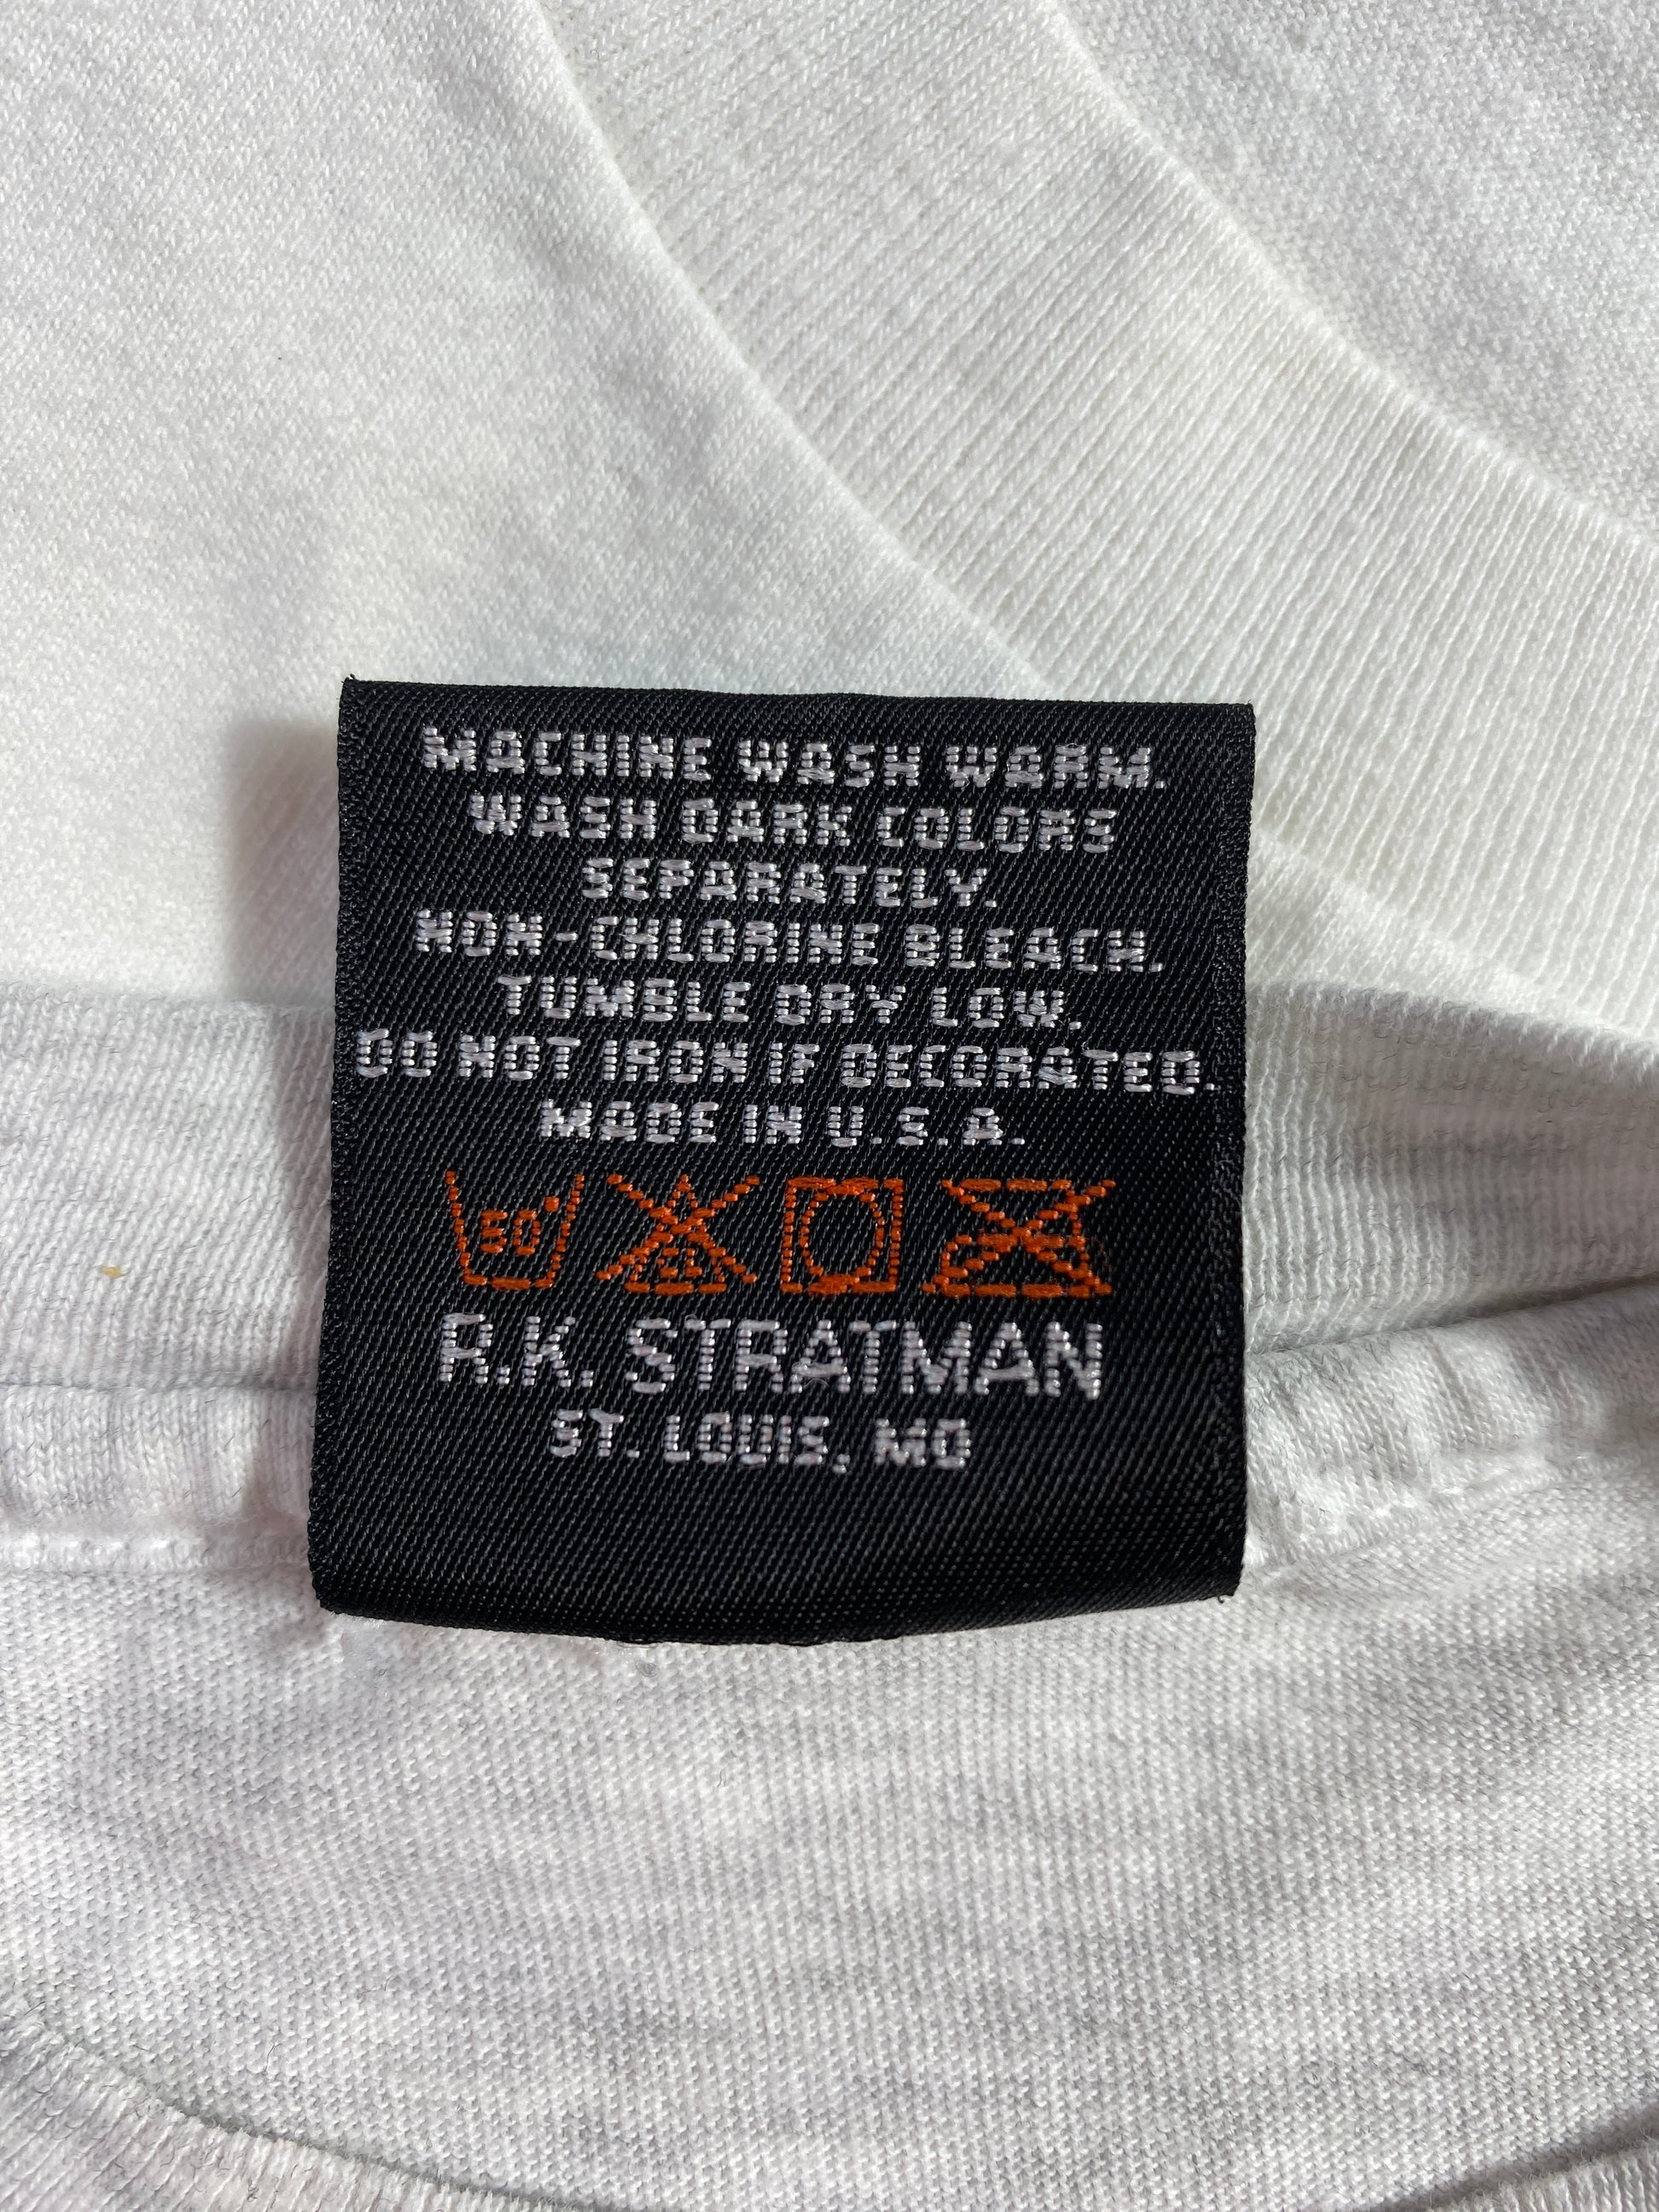 MACHINE WASH WARM.
WASH DARK COLORS
SEPARATELY.
NON-CHLORINE BLEACH.
TUMBLE DRY LOW.
DO NOT IRON IF DECORATED.
MADE IN U.S.A.
50°
R.K. STRATMAN
ST. LOUIS, MO